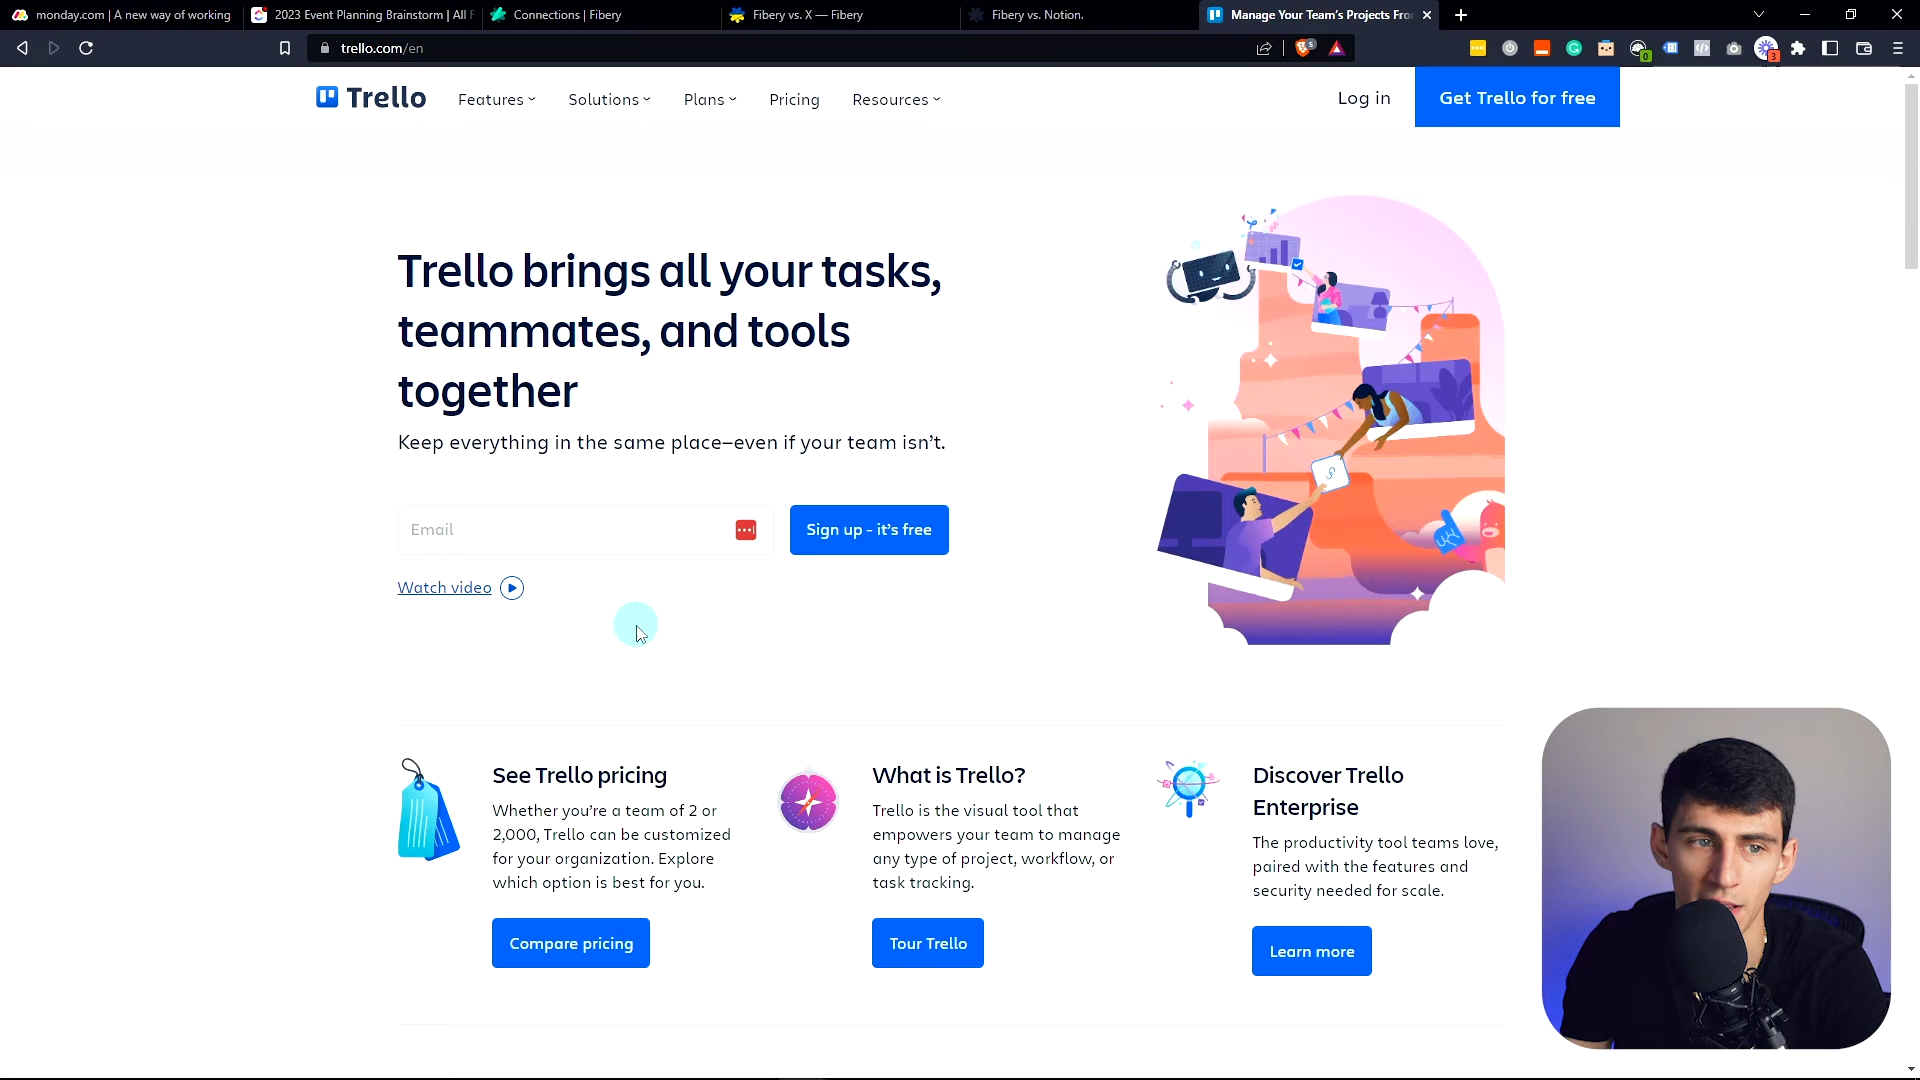 monday.com | A new way of working
2023 Event Planning Brainstorm | All F
Connections | Fibery
Fibery vs. X — Fibery
Fibery vs. Notion.
Manage Your Team's Projects Fro
trello.com/en
Trello
Features
Solutions
Plans
Pricing
Resources
Log in
Get Trello for free
Trello brings all your tasks,
teammates, and tools
together
Keep everything in the same place—even if your team isn't.
Email
Sign up - it's free
Watch video
See Trello pricing
Whether you're a team of 2 or
2,000, Trello can be customized
for your organization. Explore
which option is best for you.
Compare pricing
What is Trello?
Trello is the visual tool that
empowers your team to manage
any type of project, workflow, or
task tracking.
Tour Trello
Discover Trello
Enterprise
The productivity tool teams love,
paired with the features and
security needed for scale.
Learn more